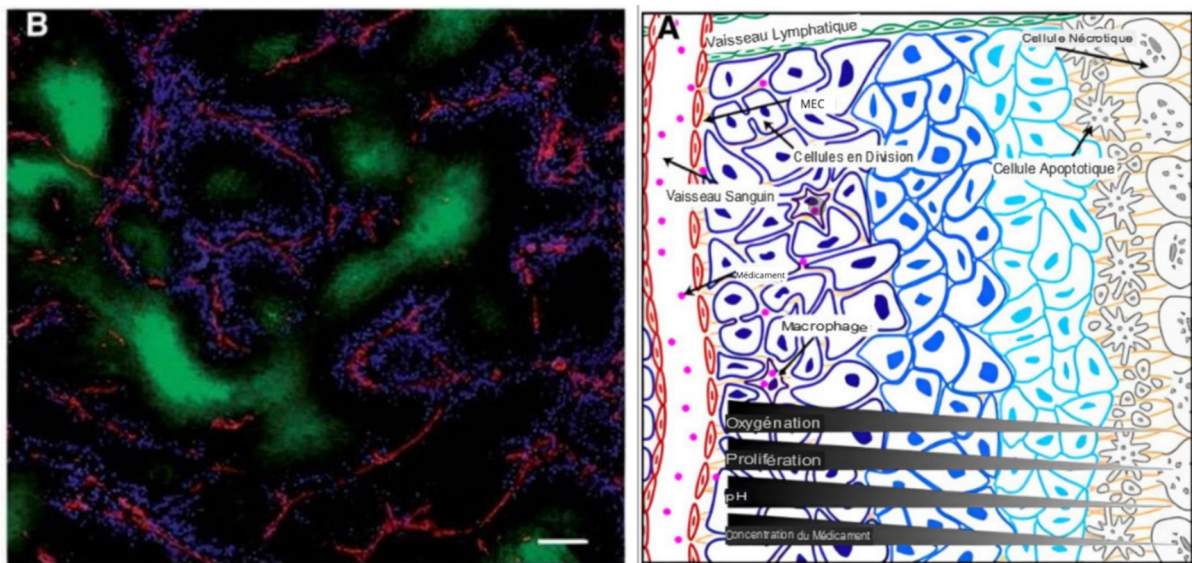 B
A
Vaisseau Lymphatique
Cellule Nécrotique
MEC
Cellules en Division
Cellule Apoptotique
Vaisseau Sanguin
Médicament
Macrophage
Oxygénation
Prolifération
pH
Concentration du Médicament